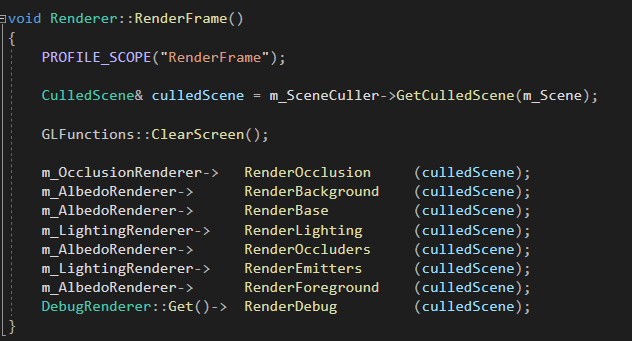 void Renderer::RenderFrame()
{
    PROFILE_SCOPE("RenderFrame");

    CulledScene& culledScene = m_SceneCuller->GetCulledScene(m_Scene);

    GLFunctions::ClearScreen();

    m_OcclusionRenderer->   RenderOcclusion     (culledScene);
    m_AlbedoRenderer->      RenderBackground    (culledScene);
    m_AlbedoRenderer->      RenderBase          (culledScene);
    m_LightingRenderer->    RenderLighting      (culledScene);
    m_AlbedoRenderer->      RenderOccluders     (culledScene);
    m_LightingRenderer->    RenderEmitters      (culledScene);
    m_AlbedoRenderer->      RenderForeground    (culledScene);
    DebugRenderer::Get()->  RenderDebug         (culledScene);
}